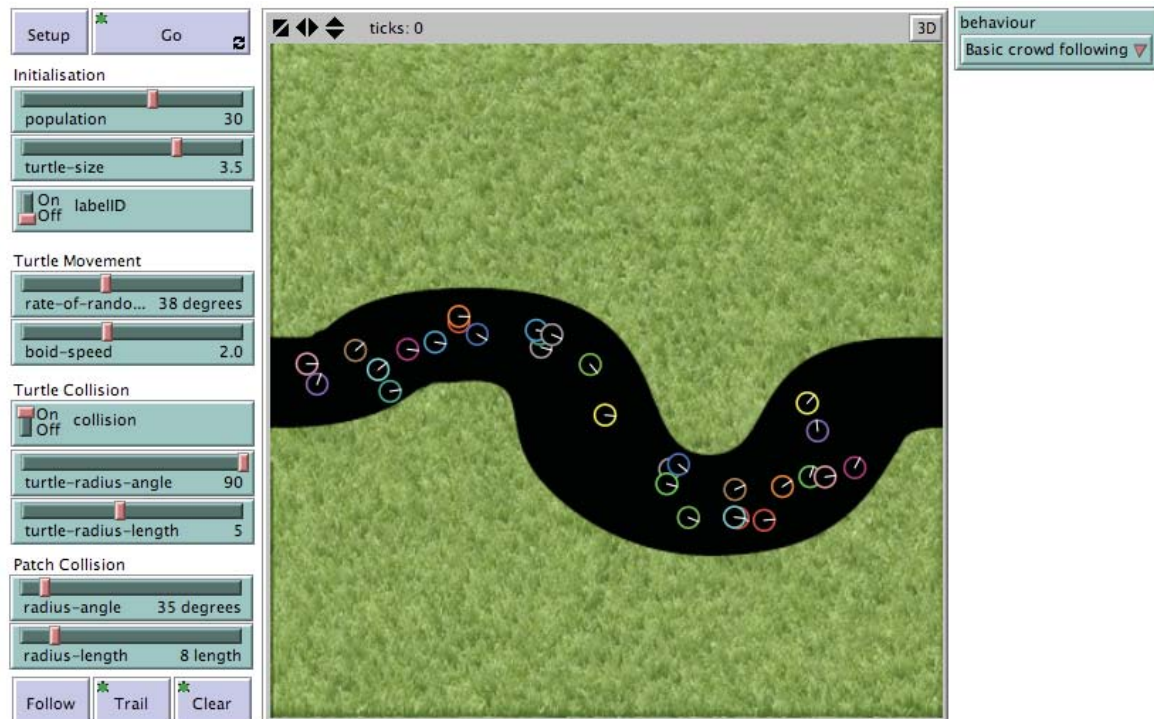 Setup
Go
ticks: 0
3D
behaviour
Basic crowd following
Initialisation
population 30
turtle-size 3.5
On
Off
labelID
Turtle Movement
rate-of-rando... 38 degrees
boid-speed 2.0
Turtle Collision
On
Off
collision
turtle-radius-angle 90
turtle-radius-length 5
Patch Collision
radius-angle 35 degrees
radius-length 8 length
Follow
Trail
Clear